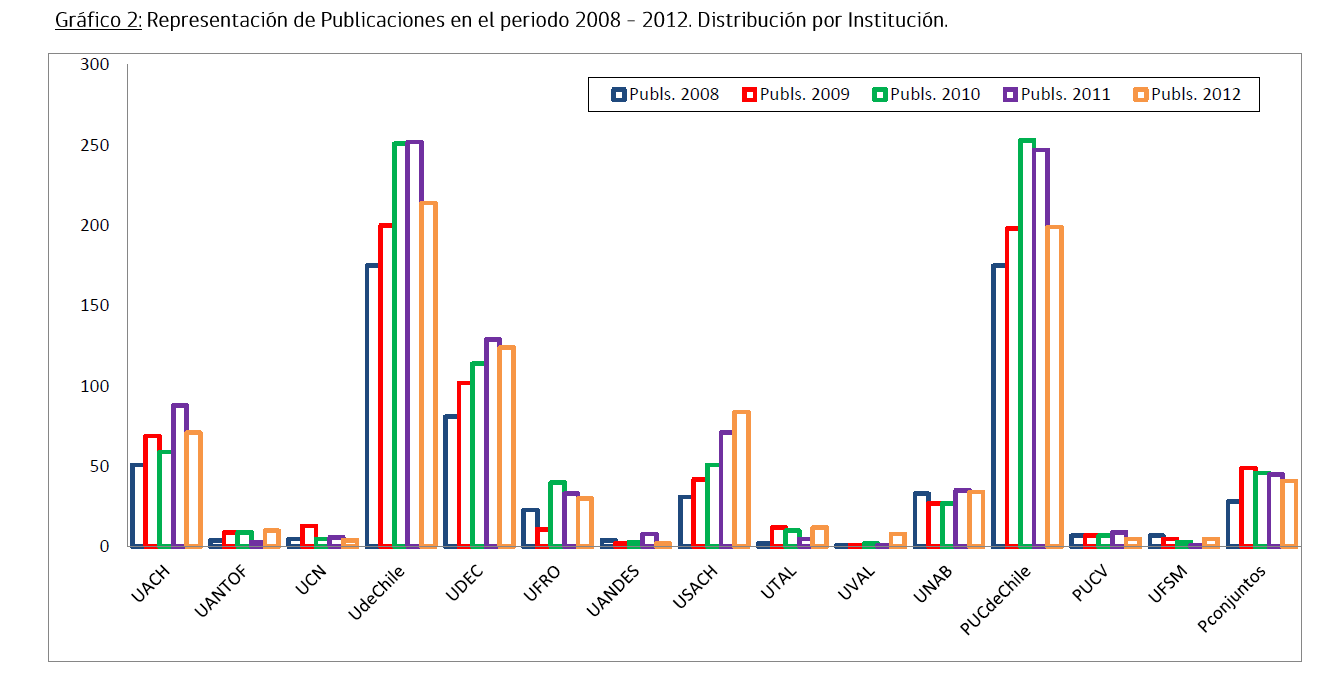 Gráfico 2: Representación de Publicaciones en el periodo 2008 – 2012. Distribución por Institución.
300
Publs. 2008 Publs. 2009 Publs. 2010 Publs. 2011 Publs. 2012
250
200
150
100
50
0
UACH UANTOF UCN UdeChile UDEC UFRO UANDES USACH UTAL UVAL UNAB PUCdeChile PUCV UFSM Pconjuntos